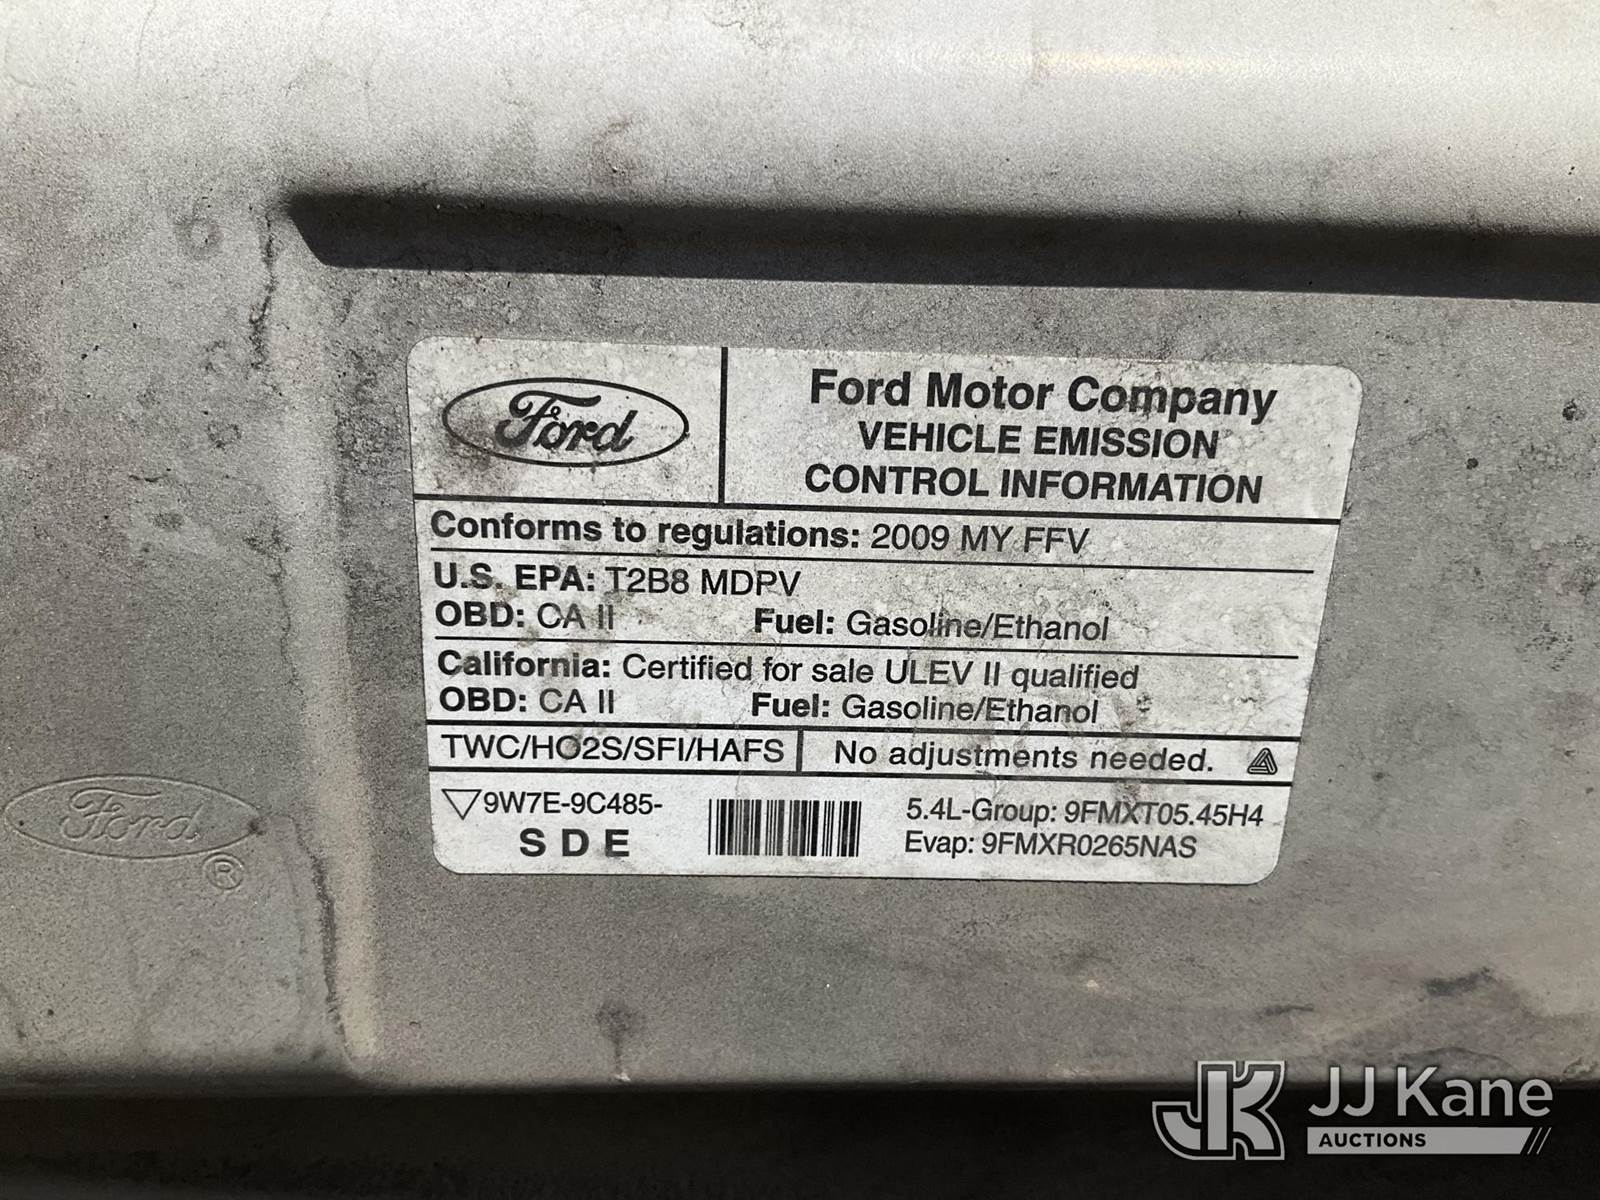 Ford
Ford Motor Company
VEHICLE EMISSION
CONTROL INFORMATION
Conforms to regulations: 2009 MY FFV
U.S. EPA: T2B8 MDPV
OBD: CA II Fuel: Gasoline/Ethanol
California: Certified for sale ULEV II qualified
OBD: CA II Fuel: Gasoline/Ethanol
TWC/HO2S/SFI/HAFS No adjustments needed.
9W7E-9C485-
SDE
5.4L-Group: 9FMXT05.45H4
Evap: 9FMXR0265NAS
Ford
®
JK JJ Kane
AUCTIONS